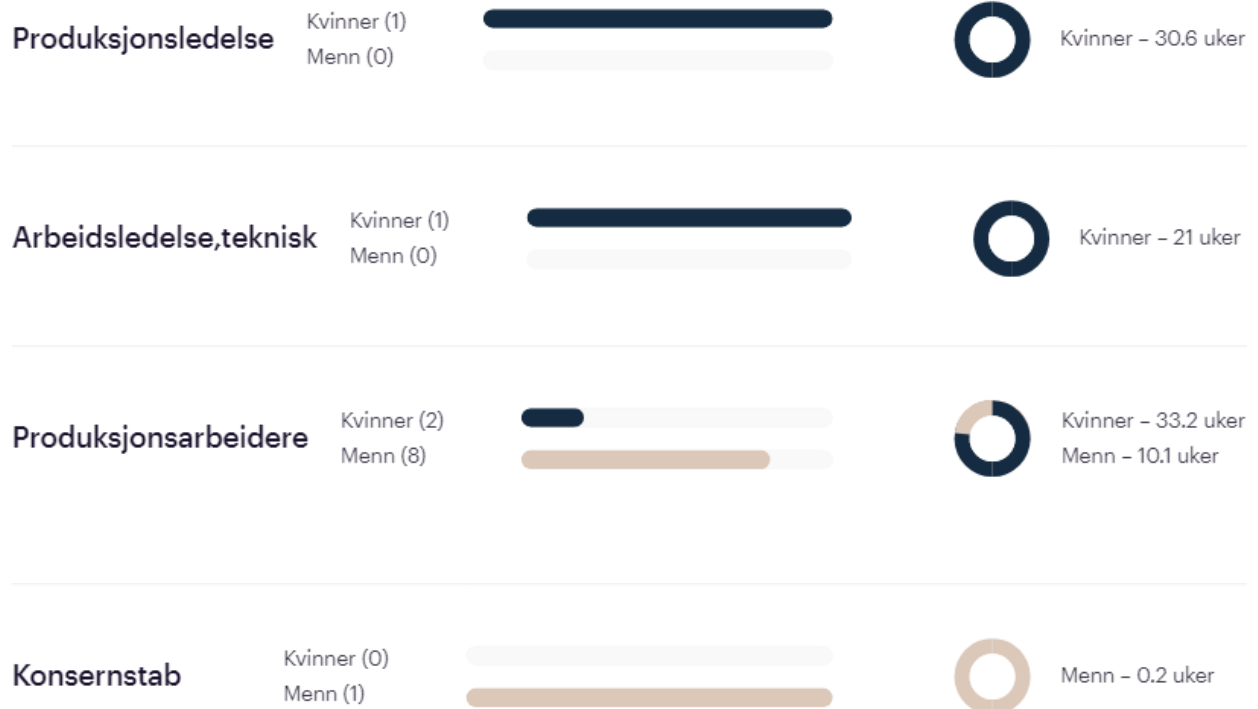 Produksjonsledelse
Kvinner (1)
Menn (0)
Kvinner – 30.6 uker
Arbeidsledelse,teknisk
Kvinner (1)
Menn (0)
Kvinner – 21 uker
Produksjonsarbeidere
Kvinner (2)
Menn (8)
Kvinner – 33.2 uker
Menn – 10.1 uker
Konsernstab
Kvinner (0)
Menn (1)
Menn – 0.2 uker